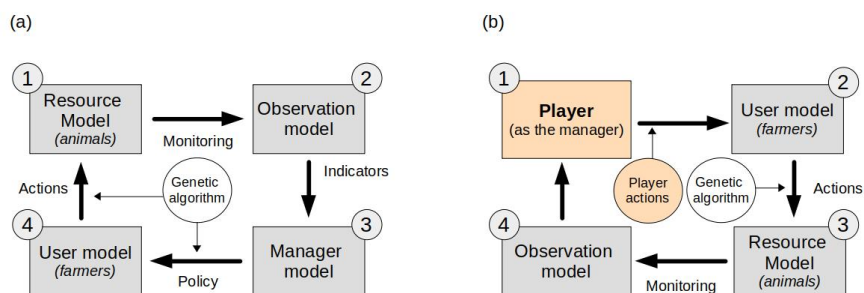 (a)
1
Resource
Model
(animals)
Monitoring
2
Observation
model
Indicators
Genetic
algorithm
Actions
4
User model
(farmers)
Policy
3
Manager
model
(b)
1
Player
(as the manager)
2
User model
(farmers)
Player
actions
Genetic
algorithm
Actions
4
Observation
model
Monitoring
3
Resource
Model
(animals)